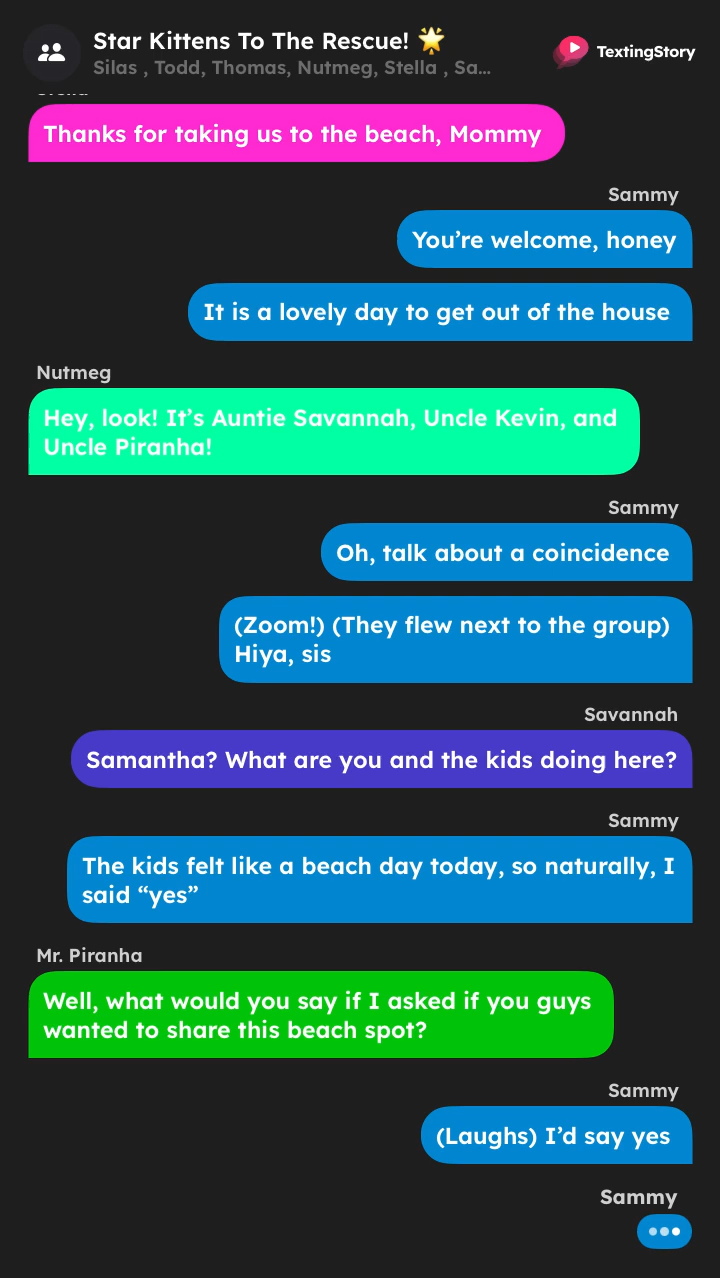 Star Kittens To The Rescue! 🌟
Silas , Todd, Thomas, Nutmeg, Stella , Sa...
TextingStory
Thanks for taking us to the beach, Mommy
Sammy
You’re welcome, honey
It is a lovely day to get out of the house
Nutmeg
Hey, look! It’s Auntie Savannah, Uncle Kevin, and
Uncle Piranha!
Sammy
Oh, talk about a coincidence
(Zoom!) (They flew next to the group)
Hiya, sis
Savannah
Samantha? What are you and the kids doing here?
Sammy
The kids felt like a beach day today, so naturally, I
said “yes”
Mr. Piranha
Well, what would you say if I asked if you guys
wanted to share this beach spot?
Sammy
(Laughs) I’d say yes
Sammy